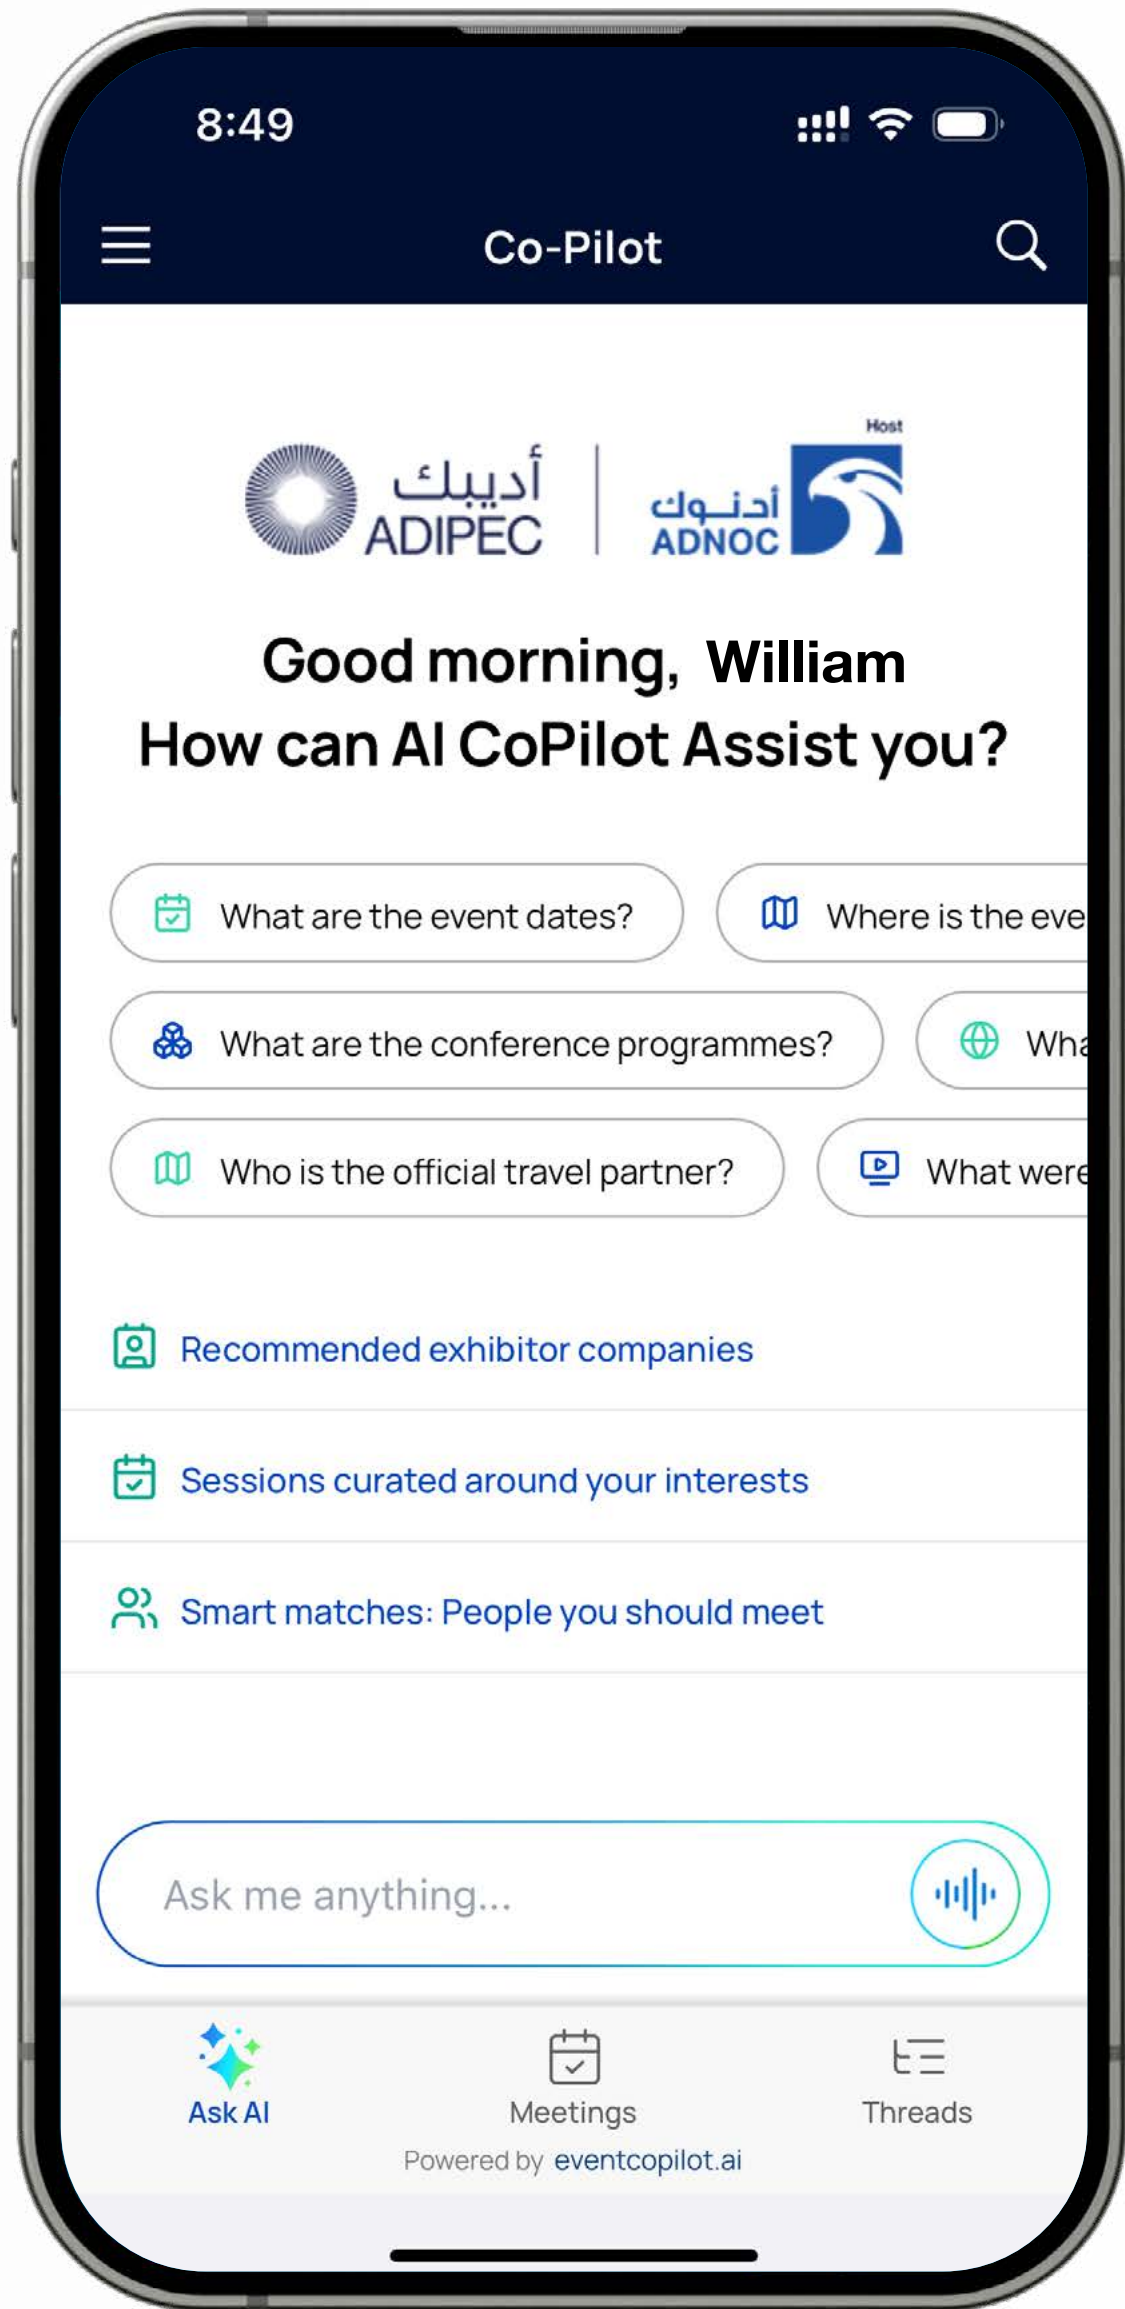 8:49
Co-Pilot
Host
أديبك
ADIPEC
أدنوك
ADNOC
Good morning, William
How can AI CoPilot Assist you?
What are the event dates?
Where is the eve
What are the conference programmes?
Wha
Who is the official travel partner?
What were
Recommended exhibitor companies
Sessions curated around your interests
Smart matches: People you should meet
Ask me anything...
Ask AI
Meetings
Threads
Powered by eventcopilot.ai